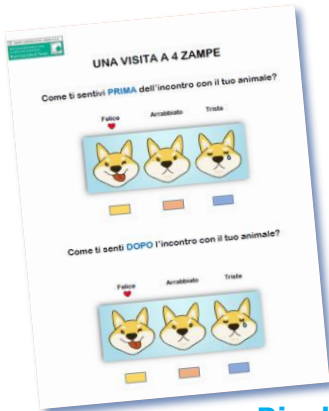 UNA VISITA A 4 ZAMPE
Come ti sentivi PRIMA dell'incontro con il tuo animale?
Felice Arrabbiato Triste
Come ti senti DOPO l'incontro con il tuo animale?
Felice Arrabbiato Triste